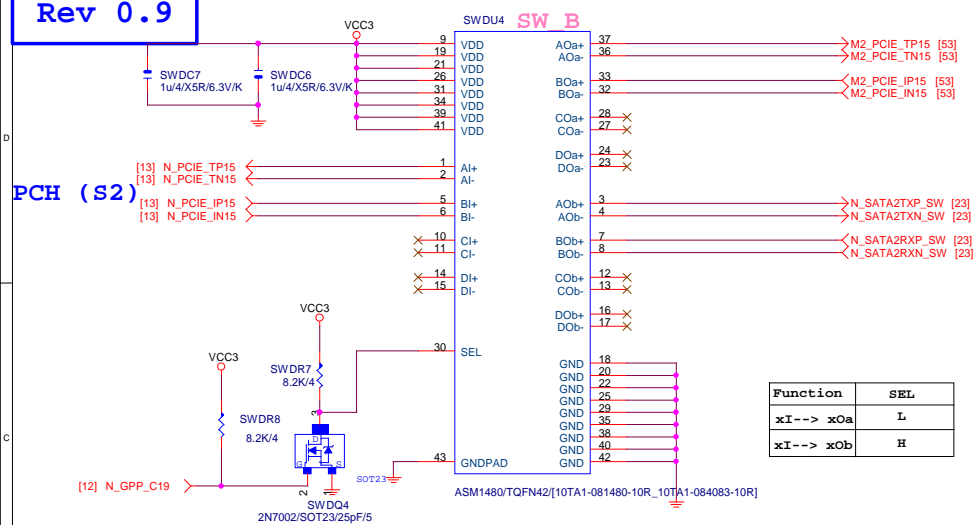 Rev 0.9
VCC3
SWDU4
SW_B
SWDC7
1u/4/X5R/6.3V/K
SWDC6
1u/4/X5R/6.3V/K
9 VDD
19 VDD
21 VDD
26 VDD
31 VDD
34 VDD
39 VDD
41 VDD
AOa+ 37 M2_PCIE_TP15 [53]
AOa- 36 M2_PCIE_TN15 [53]
BOa+ 33 M2_PCIE_IP15 [53]
BOa- 32 M2_PCIE_IN15 [53]
COa+ 28
COa- 27
DOa+ 24
DOa- 23
D
[13] N_PCIE_TP15 1 AI+
[13] N_PCIE_TN15 2 AI-
PCH (S2)
[13] N_PCIE_IP15 5 BI+
[13] N_PCIE_IN15 6 BI-
10 CI+
11 CI-
14 DI+
15 DI-
AOb+ 3 N_SATA2TXP_SW [23]
AOb- 4 N_SATA2TXN_SW [23]
BOb+ 7 N_SATA2RXP_SW [23]
BOb- 8 N_SATA2RXN_SW [23]
COb+ 12
COb- 13
DOb+ 16
DOb- 17
VCC3
VCC3
30 SEL
SWDR7
8.2K/4
SWDR8
8.2K/4
GND 18
GND 20
GND 22
GND 25
GND 29
GND 35
GND 38
GND 40
GND 42
Function SEL
xI--> xOa L
xI--> xOb H
C
3
D
G
S
2
1
SOT23
43 GNDPAD
[12] N_GPP_C19
SWDQ4
2N7002/SOT23/25pF/5
ASM1480/TQFN42/[10TA1-081480-10R_10TA1-084083-10R]